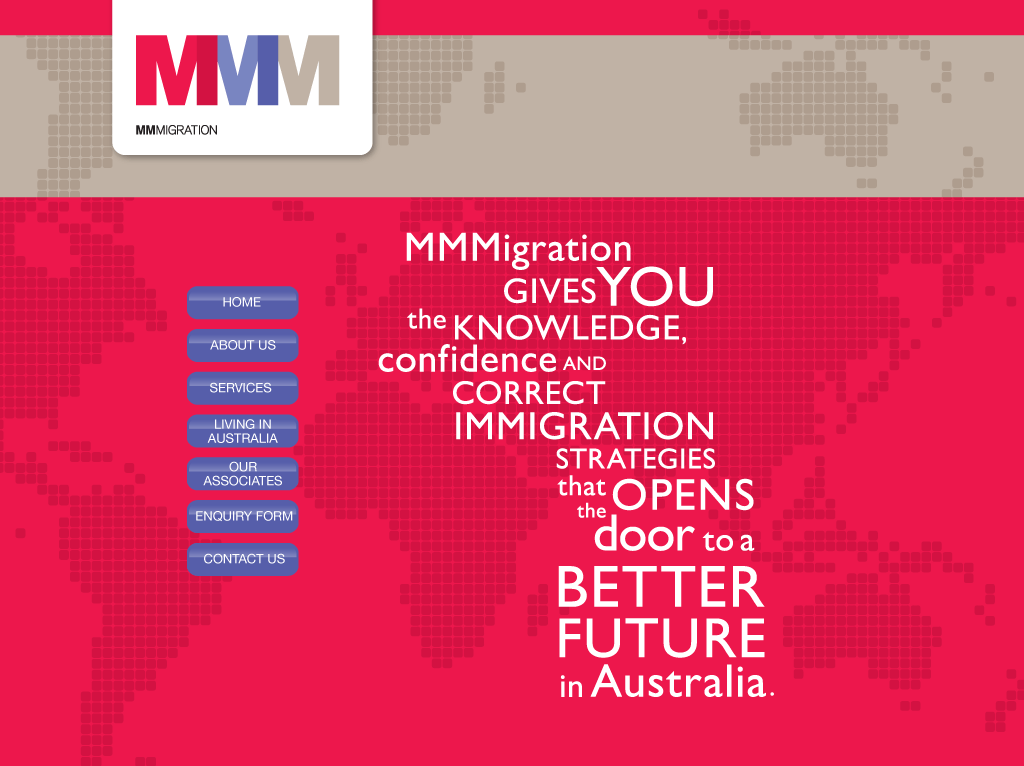 MMM
MMMIGRATION
HOME
ABOUT US
SERVICES
LIVING IN
AUSTRALIA
OUR
ASSOCIATES
ENQUIRY FORM
CONTACT US
MMMigration
GIVES YOU
the KNOWLEDGE,
confidence AND
CORRECT
IMMIGRATION
STRATEGIES
that OPENS
the
door to a
BETTER
FUTURE
in Australia.